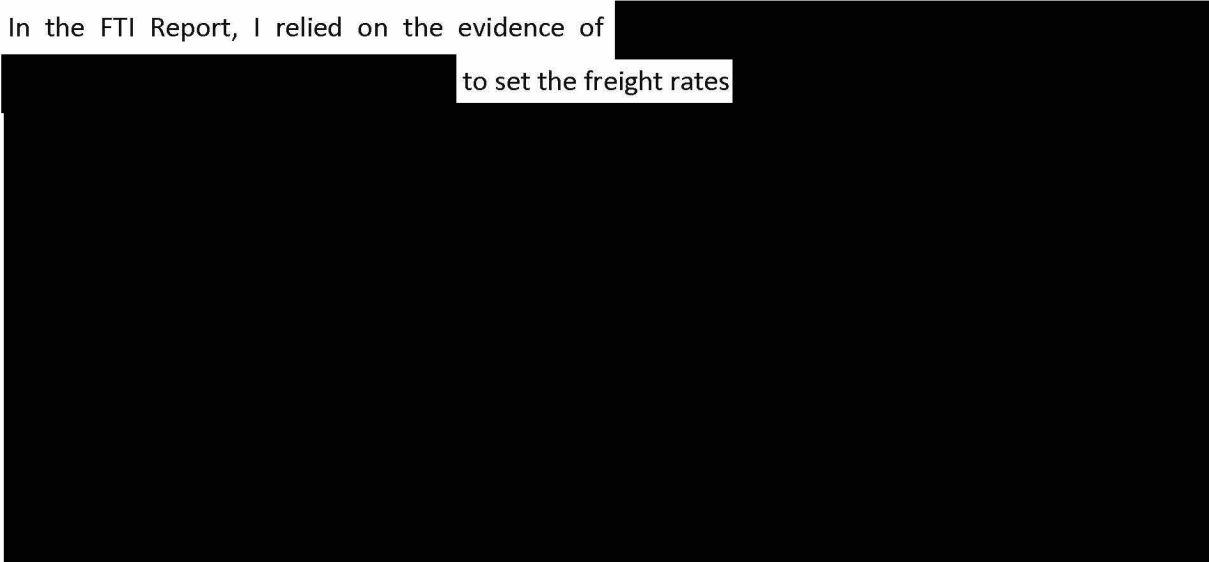 In the FTI Report, I relied on the evidence of
to set the freight rates